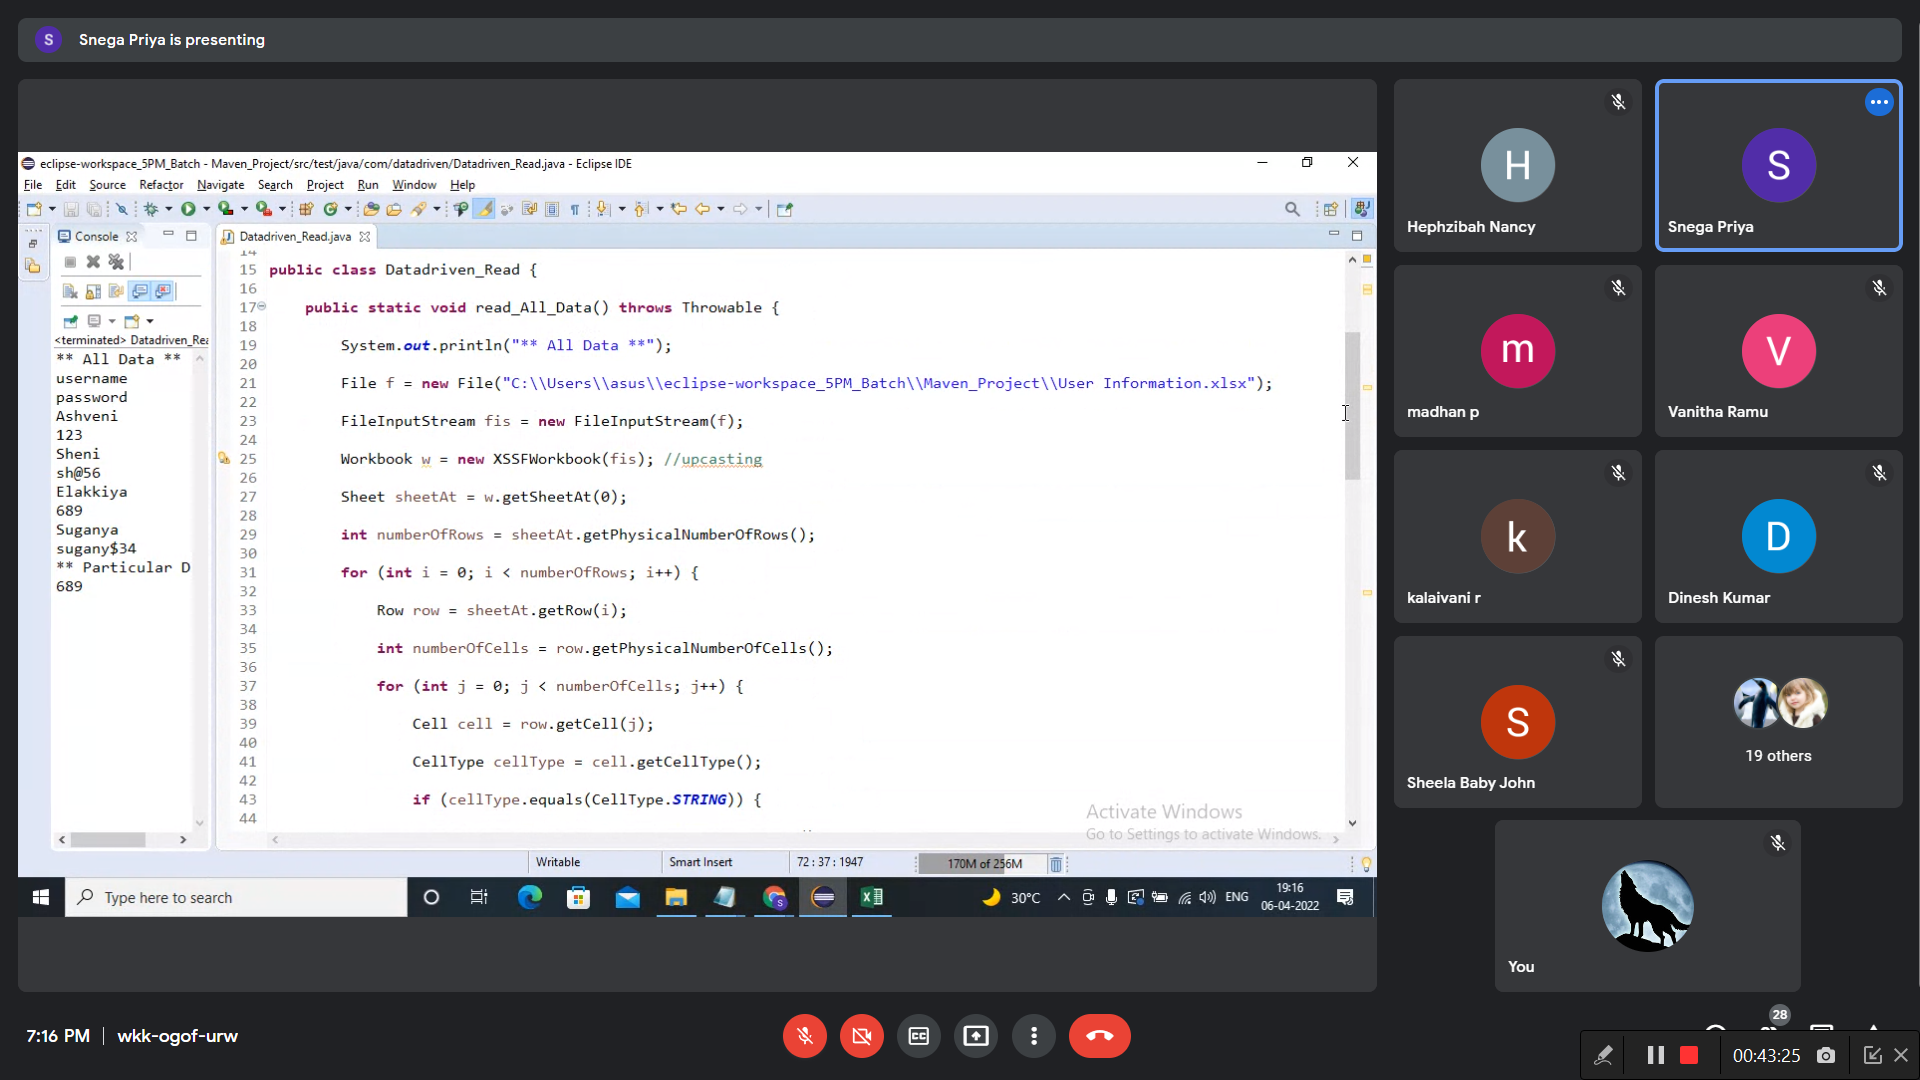 S Snega Priya is presenting
eclipse-workspace_5PM_Batch - Maven_Project/src/test/java/com/datadriven/Datadriven_Read.java - Eclipse IDE
File Edit Source Refactor Navigate Search Project Run Window Help
Console
Datadriven_Read.java
<terminated> Datadriven_Rea
** All Data **
username
password
Ashveni
123
Sheni
sh@56
Elakkiya
689
Suganya
sugany$34
** Particular D
689
14
15 public class Datadriven_Read {
16
17 public static void read_All_Data() throws Throwable {
18
19 System.out.println("** All Data **");
20
21 File f = new File("C:\\Users\\asus\\eclipse-workspace_5PM_Batch\\Maven_Project\\User Information.xlsx");
22
23 FileInputStream fis = new FileInputStream(f);
24
25 Workbook w = new XSSFWorkbook(fis); //upcasting
26
27 Sheet sheetAt = w.getSheetAt(0);
28
29 int numberOfRows = sheetAt.getPhysicalNumberOfRows();
30
31 for (int i = 0; i < numberOfRows; i++) {
32
33 Row row = sheetAt.getRow(i);
34
35 int numberOfCells = row.getPhysicalNumberOfCells();
36
37 for (int j = 0; j < numberOfCells; j++) {
38
39 Cell cell = row.getCell(j);
40
41 CellType cellType = cell.getCellType();
42
43 if (cellType.equals(CellType.STRING)) {
44
Activate Windows
Go to Settings to activate Windows.
Writable Smart Insert 72 : 37 : 1947 170M of 256M
Type here to search
30°C ENG 19:16
06-04-2022
H
Hephzibah Nancy
S
Snega Priya
m
madhan p
V
Vanitha Ramu
k
kalaivani r
D
Dinesh Kumar
S
Sheela Baby John
19 others
You
7:16 PM wkk-ogof-urw
28
00:43:25